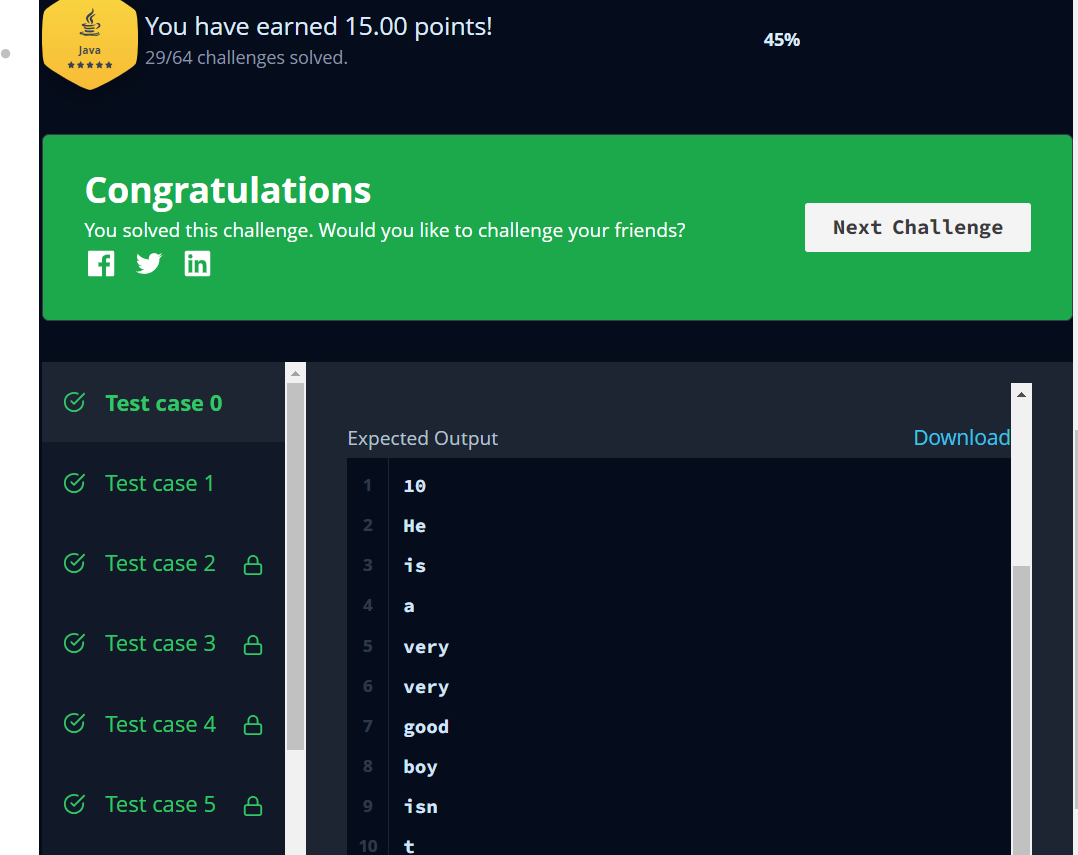 Java
You have earned 15.00 points!
29/64 challenges solved.
45%
Congratulations
You solved this challenge. Would you like to challenge your friends?
Next Challenge
Test case 0
Test case 1
Test case 2
Test case 3
Test case 4
Test case 5
Expected Output
Download
1 10
2 He
3 is
4 a
5 very
6 very
7 good
8 boy
9 isn
10 t